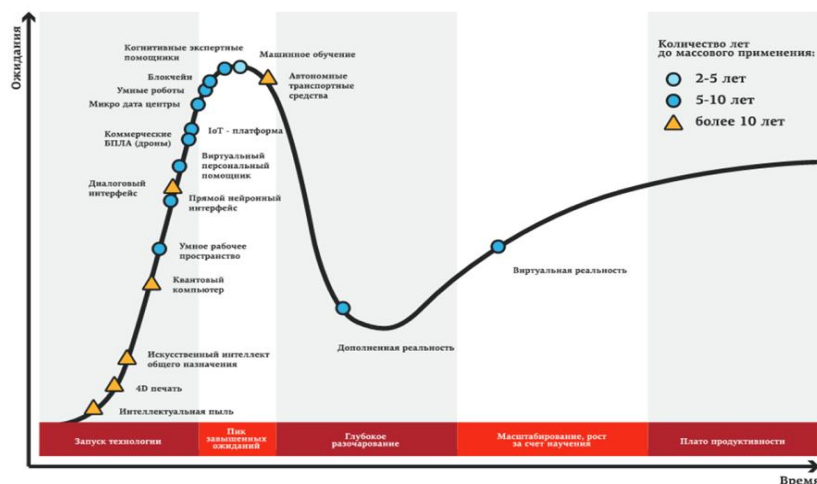 Ожидания
Когнитивные экспертные
помощники
Машинное обучение
Блокчейн
Умные роботы
Микро дата центры
Автономные
транспортные
средства
Количество лет
до массового применения:
2-5 лет
5-10 лет
более 10 лет
Коммерческие
БПЛА (дроны)
IoT - платформа
Виртуальный
персональный
помощник
Диалоговый
интерфейс
Прямой нейронный
интерфейс
Умное рабочее
пространство
Квантовый
компьютер
Виртуальная реальность
Дополненная реальность
Искусственный интеллект
общего назначения
4D печать
Интеллектуальная пыль
Запуск технологии
Пик
завышенных
ожиданий
Глубокое
разочарование
Масштабирование, рост
за счет научения
Плато продуктивности
Время